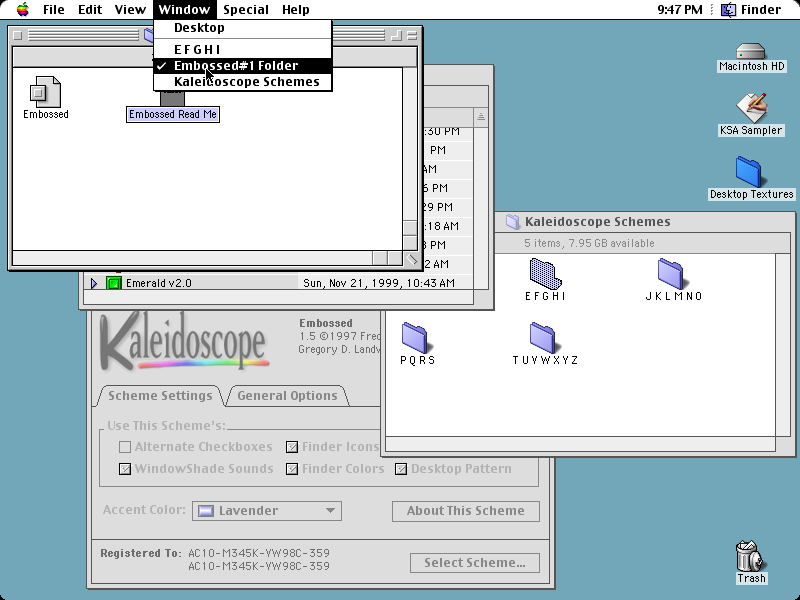 File Edit View Window Special Help 9:47 PM Finder
Desktop
E F G H I
Embossed#1 Folder
Kaleidoscope Schemes
Embossed
Embossed Read Me
Macintosh HD
KSA Sampler
Desktop Textures
:30 PM
PM
AM
PM
29 PM
:18 AM
PM
2 AM
Emerald v2.0 Sun, Nov 21, 1999, 10:43 AM
Kaleidoscope Schemes
5 items, 7.95 GB available
E F G H I
J K L M N O
P Q R S
T U V W X Y Z
Kaleidoscope
Embossed
1.5 ©1997 Fred
Gregory D. Landw
Scheme Settings
General Options
Use This Scheme's:
Alternate Checkboxes
Finder Icons
WindowShade Sounds
Finder Colors
Desktop Pattern
Accent Color:
Lavender
About This Scheme
Registered To: AC10-M345K-YW98C-359
AC10-M345K-YW98C-359
Select Scheme...
Trash